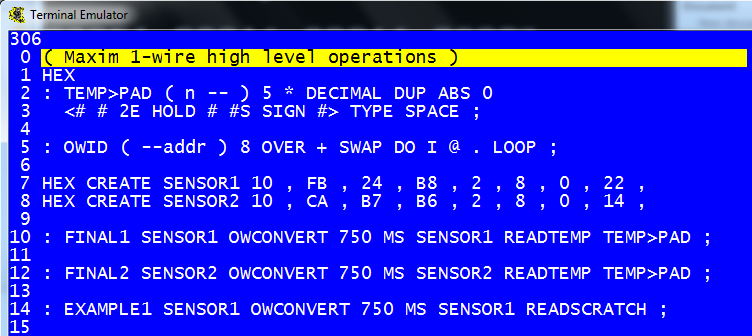 Terminal Emulator
306
0 ( Maxim 1-wire high level operations )
1 HEX
2 : TEMP>PAD ( n -- ) 5 * DECIMAL DUP ABS 0
3 <# # 2E HOLD # #S SIGN #> TYPE SPACE ;
4
5 : OWID ( --addr ) 8 OVER + SWAP DO I @ . LOOP ;
6
7 HEX CREATE SENSOR1 10 , FB , 24 , B8 , 2 , 8 , 0 , 22 ,
8 HEX CREATE SENSOR2 10 , CA , B7 , B6 , 2 , 8 , 0 , 14 ,
9
10 : FINAL1 SENSOR1 OWCONVERT 750 MS SENSOR1 READTEMP TEMP>PAD ;
11
12 : FINAL2 SENSOR2 OWCONVERT 750 MS SENSOR2 READTEMP TEMP>PAD ;
13
14 : EXAMPLE1 SENSOR1 OWCONVERT 750 MS SENSOR1 READSCRATCH ;
15